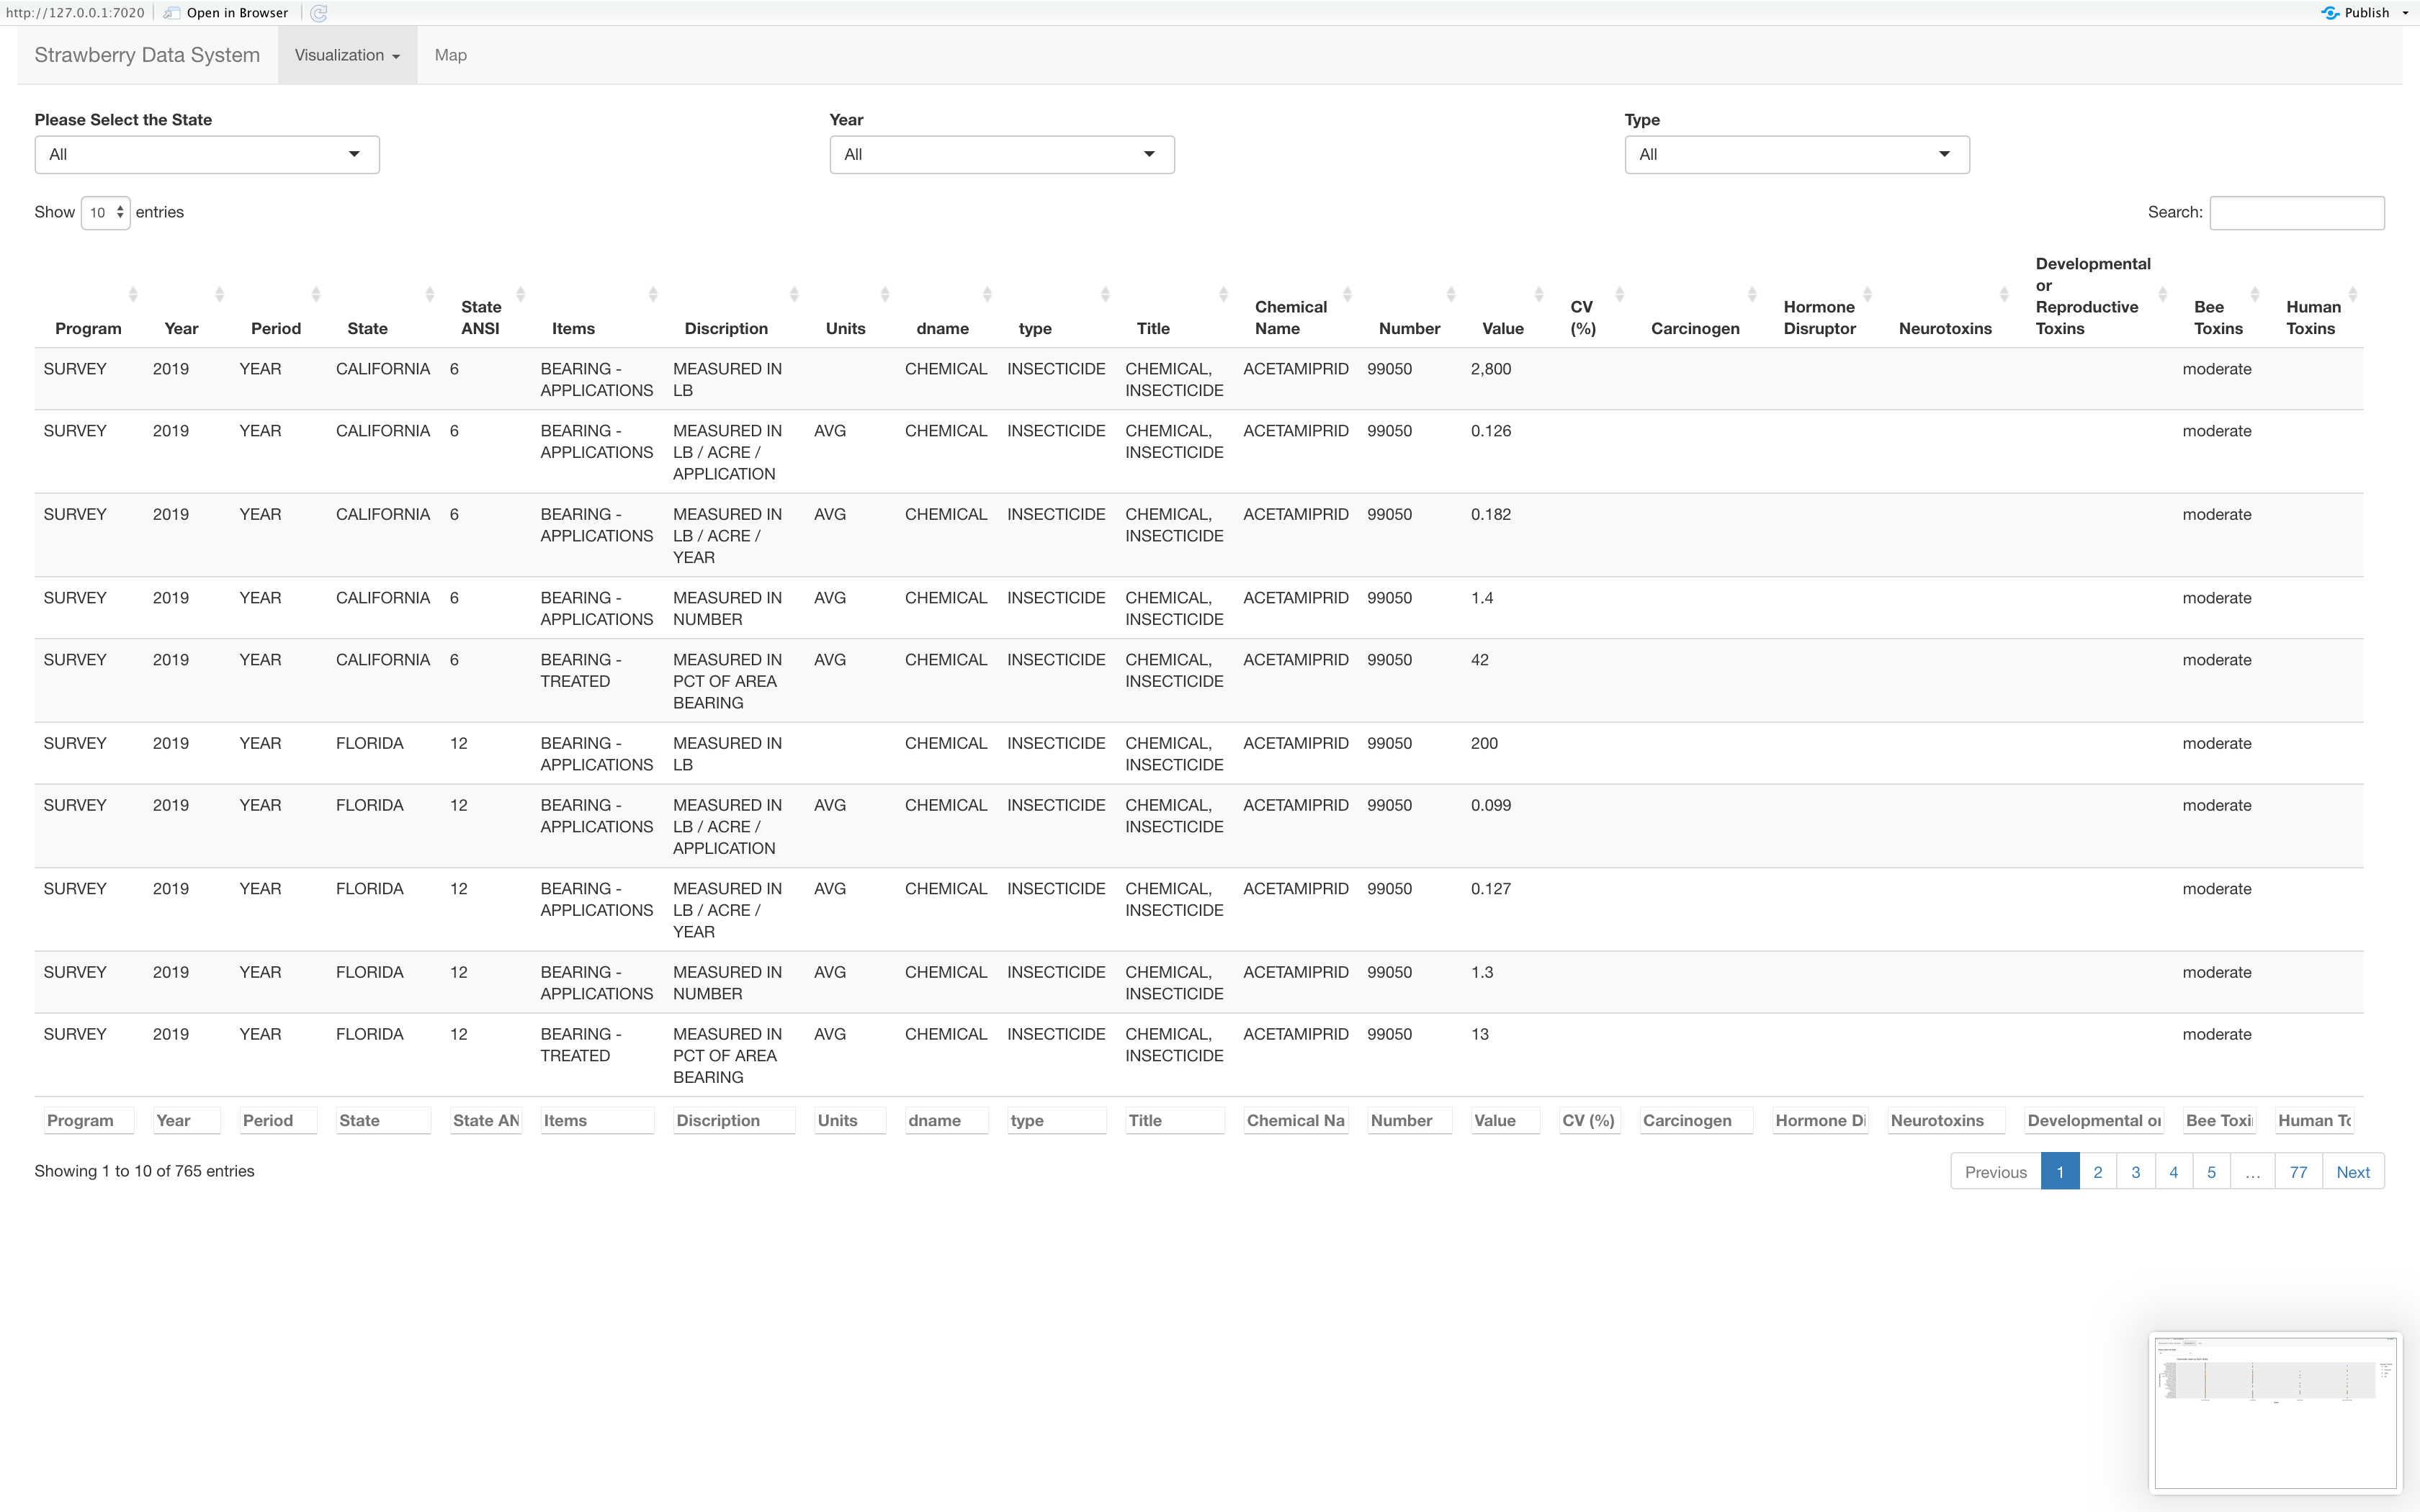 http://127.0.0.1:7020 Open in Browser Publish
Strawberry Data System Visualization Map
Please Select the State Year Type
All All All
Show 10 entries Search:
Program Year Period State State ANSI Items Discription Units dname type Title Chemical Name Number Value CV (%) Carcinogen Hormone Disruptor Neurotoxins Developmental or Reproductive Toxins Bee Toxins Human Toxins
SURVEY 2019 YEAR CALIFORNIA 6 BEARING - APPLICATIONS MEASURED IN LB CHEMICAL INSECTICIDE CHEMICAL, INSECTICIDE ACETAMIPRID 99050 2,800 moderate
SURVEY 2019 YEAR CALIFORNIA 6 BEARING - APPLICATIONS MEASURED IN LB / ACRE / APPLICATION AVG CHEMICAL INSECTICIDE CHEMICAL, INSECTICIDE ACETAMIPRID 99050 0.126 moderate
SURVEY 2019 YEAR CALIFORNIA 6 BEARING - APPLICATIONS MEASURED IN LB / ACRE / YEAR AVG CHEMICAL INSECTICIDE CHEMICAL, INSECTICIDE ACETAMIPRID 99050 0.182 moderate
SURVEY 2019 YEAR CALIFORNIA 6 BEARING - APPLICATIONS MEASURED IN NUMBER AVG CHEMICAL INSECTICIDE CHEMICAL, INSECTICIDE ACETAMIPRID 99050 1.4 moderate
SURVEY 2019 YEAR CALIFORNIA 6 BEARING - TREATED MEASURED IN PCT OF AREA BEARING AVG CHEMICAL INSECTICIDE CHEMICAL, INSECTICIDE ACETAMIPRID 99050 42 moderate
SURVEY 2019 YEAR FLORIDA 12 BEARING - APPLICATIONS MEASURED IN LB CHEMICAL INSECTICIDE CHEMICAL, INSECTICIDE ACETAMIPRID 99050 200 moderate
SURVEY 2019 YEAR FLORIDA 12 BEARING - APPLICATIONS MEASURED IN LB / ACRE / APPLICATION AVG CHEMICAL INSECTICIDE CHEMICAL, INSECTICIDE ACETAMIPRID 99050 0.099 moderate
SURVEY 2019 YEAR FLORIDA 12 BEARING - APPLICATIONS MEASURED IN LB / ACRE / YEAR AVG CHEMICAL INSECTICIDE CHEMICAL, INSECTICIDE ACETAMIPRID 99050 0.127 moderate
SURVEY 2019 YEAR FLORIDA 12 BEARING - APPLICATIONS MEASURED IN NUMBER AVG CHEMICAL INSECTICIDE CHEMICAL, INSECTICIDE ACETAMIPRID 99050 1.3 moderate
SURVEY 2019 YEAR FLORIDA 12 BEARING - TREATED MEASURED IN PCT OF AREA BEARING AVG CHEMICAL INSECTICIDE CHEMICAL, INSECTICIDE ACETAMIPRID 99050 13 moderate
Program Year Period State State AN Items Discription Units dname type Title Chemical Na Number Value CV (%) Carcinogen Hormone Di Neurotoxins Developmental or Bee Toxi Human To
Showing 1 to 10 of 765 entries Previous 1 2 3 4 5 … 77 Next